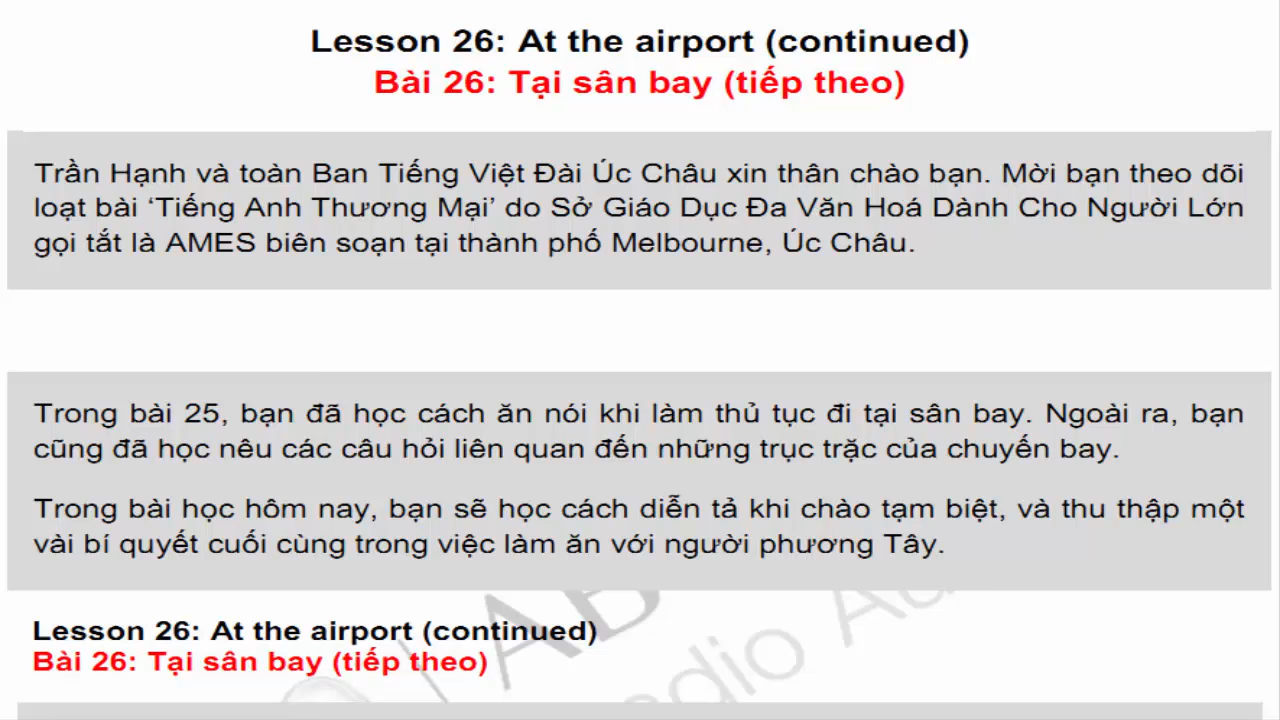 Lesson 26: At the airport (continued)
Bài 26: Tại sân bay (tiếp theo)
Trần Hạnh và toàn Ban Tiếng Việt Đài Úc Châu xin thân chào bạn. Mời bạn theo dõi
loạt bài ‘Tiếng Anh Thương Mại’ do Sở Giáo Dục Đa Văn Hoá Dành Cho Người Lớn
gọi tắt là AMES biên soạn tại thành phố Melbourne, Úc Châu.
Trong bài 25, bạn đã học cách ăn nói khi làm thủ tục đi tại sân bay. Ngoài ra, bạn
cũng đã học nêu các câu hỏi liên quan đến những trục trặc của chuyến bay.
Trong bài học hôm nay, bạn sẽ học cách diễn tả khi chào tạm biệt, và thu thập một
vài bí quyết cuối cùng trong việc làm ăn với người phương Tây.
Lesson 26: At the airport (continued)
Bài 26: Tại sân bay (tiếp theo)